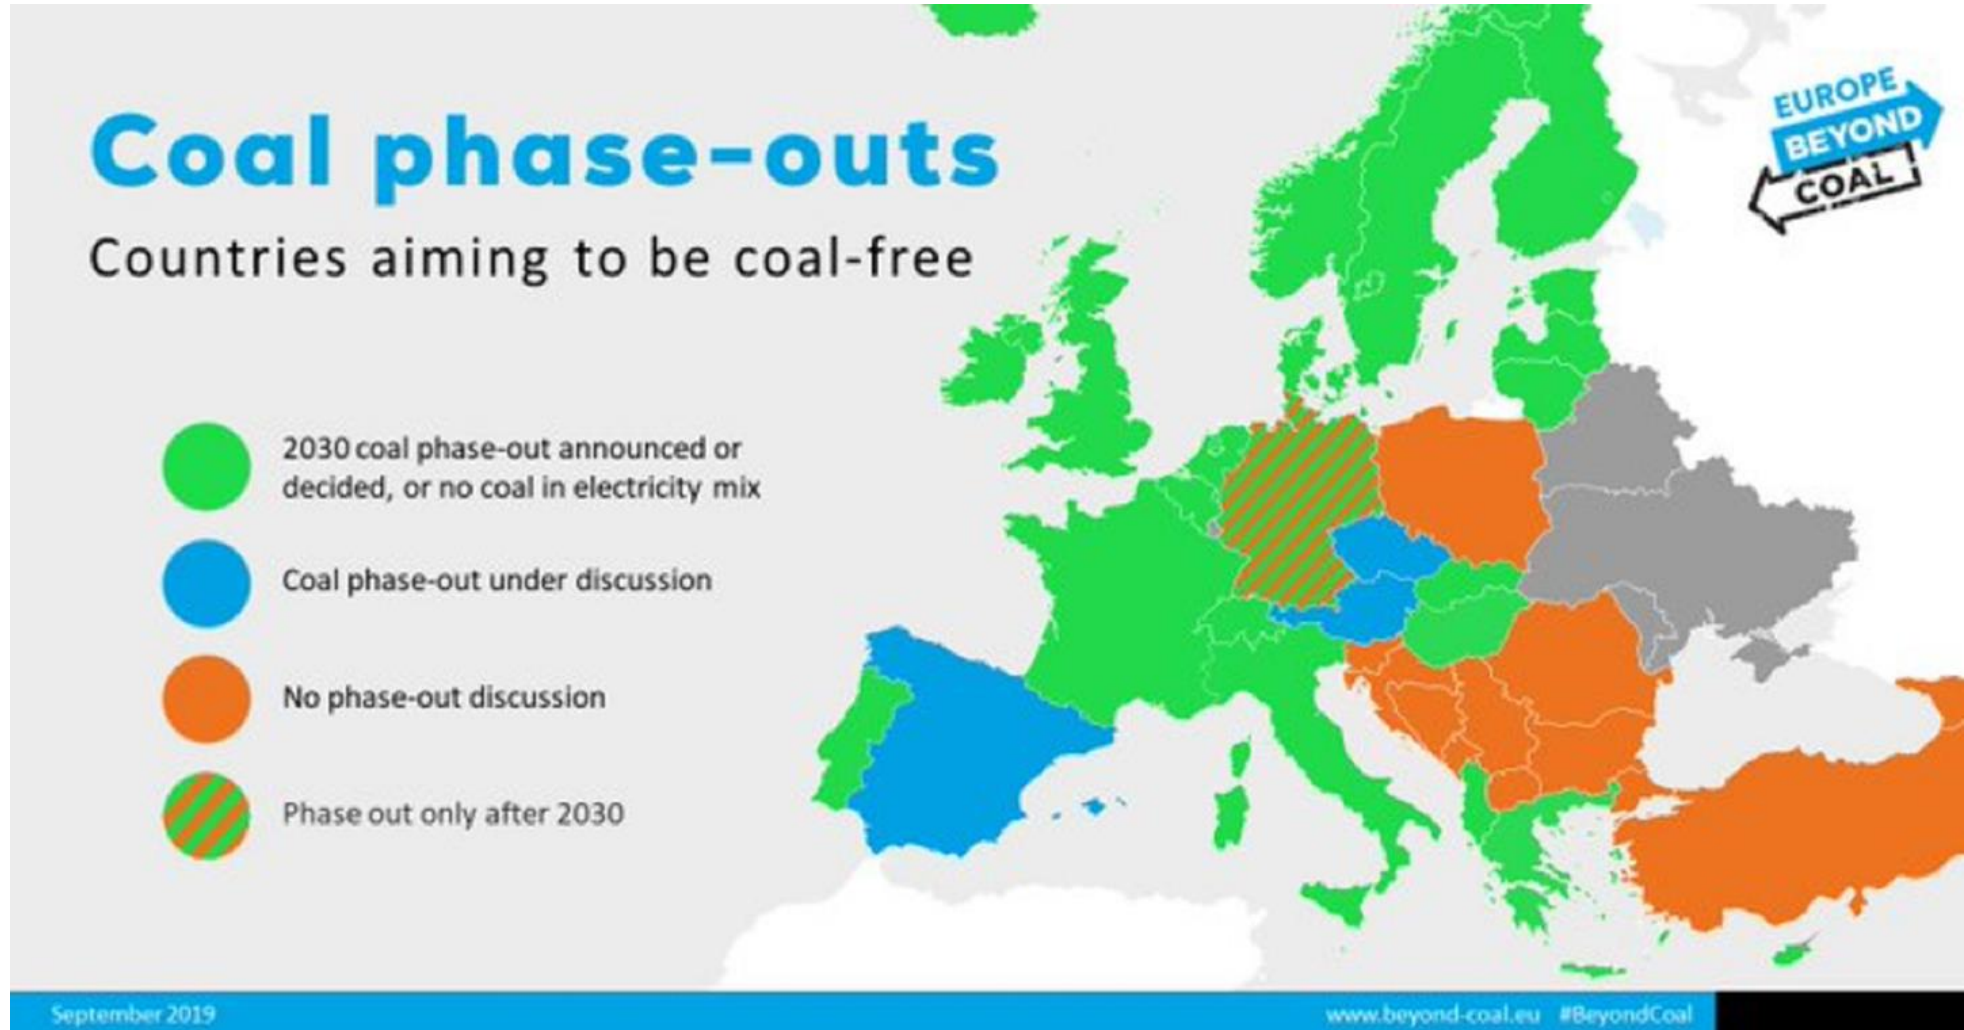 Coal phase-outs
Countries aiming to be coal-free
EUROPE
BEYOND
COAL
2030 coal phase-out announced or
decided, or no coal in electricity mix
Coal phase-out under discussion
No phase-out discussion
Phase out only after 2030
September 2019
www.beyond-coal.eu #BeyondCoal